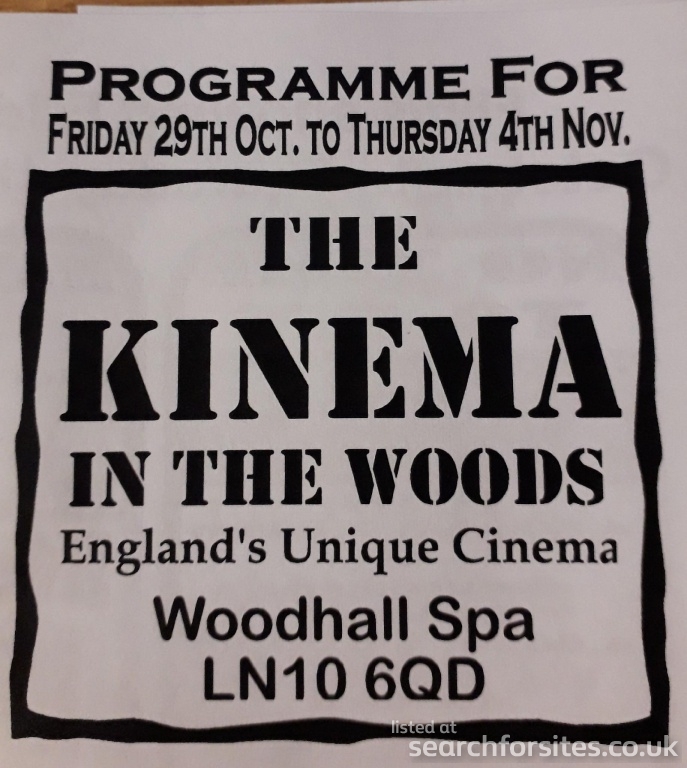 PROGRAMME FOR
FRIDAY 29TH OCT. TO THURSDAY 4TH NOV.
THE
KINEMA
IN THE WOODS
England's Unique Cinema
Woodhall Spa
LN10 6QD
listed at
searchforsites.co.uk